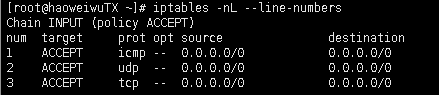 [root@haoweiwuTX ~]# iptables -nL --line-numbers
Chain INPUT (policy ACCEPT)
num  target     prot opt source               destination
1    ACCEPT     icmp --  0.0.0.0/0            0.0.0.0/0
2    ACCEPT     udp  --  0.0.0.0/0            0.0.0.0/0
3    ACCEPT     tcp  --  0.0.0.0/0            0.0.0.0/0